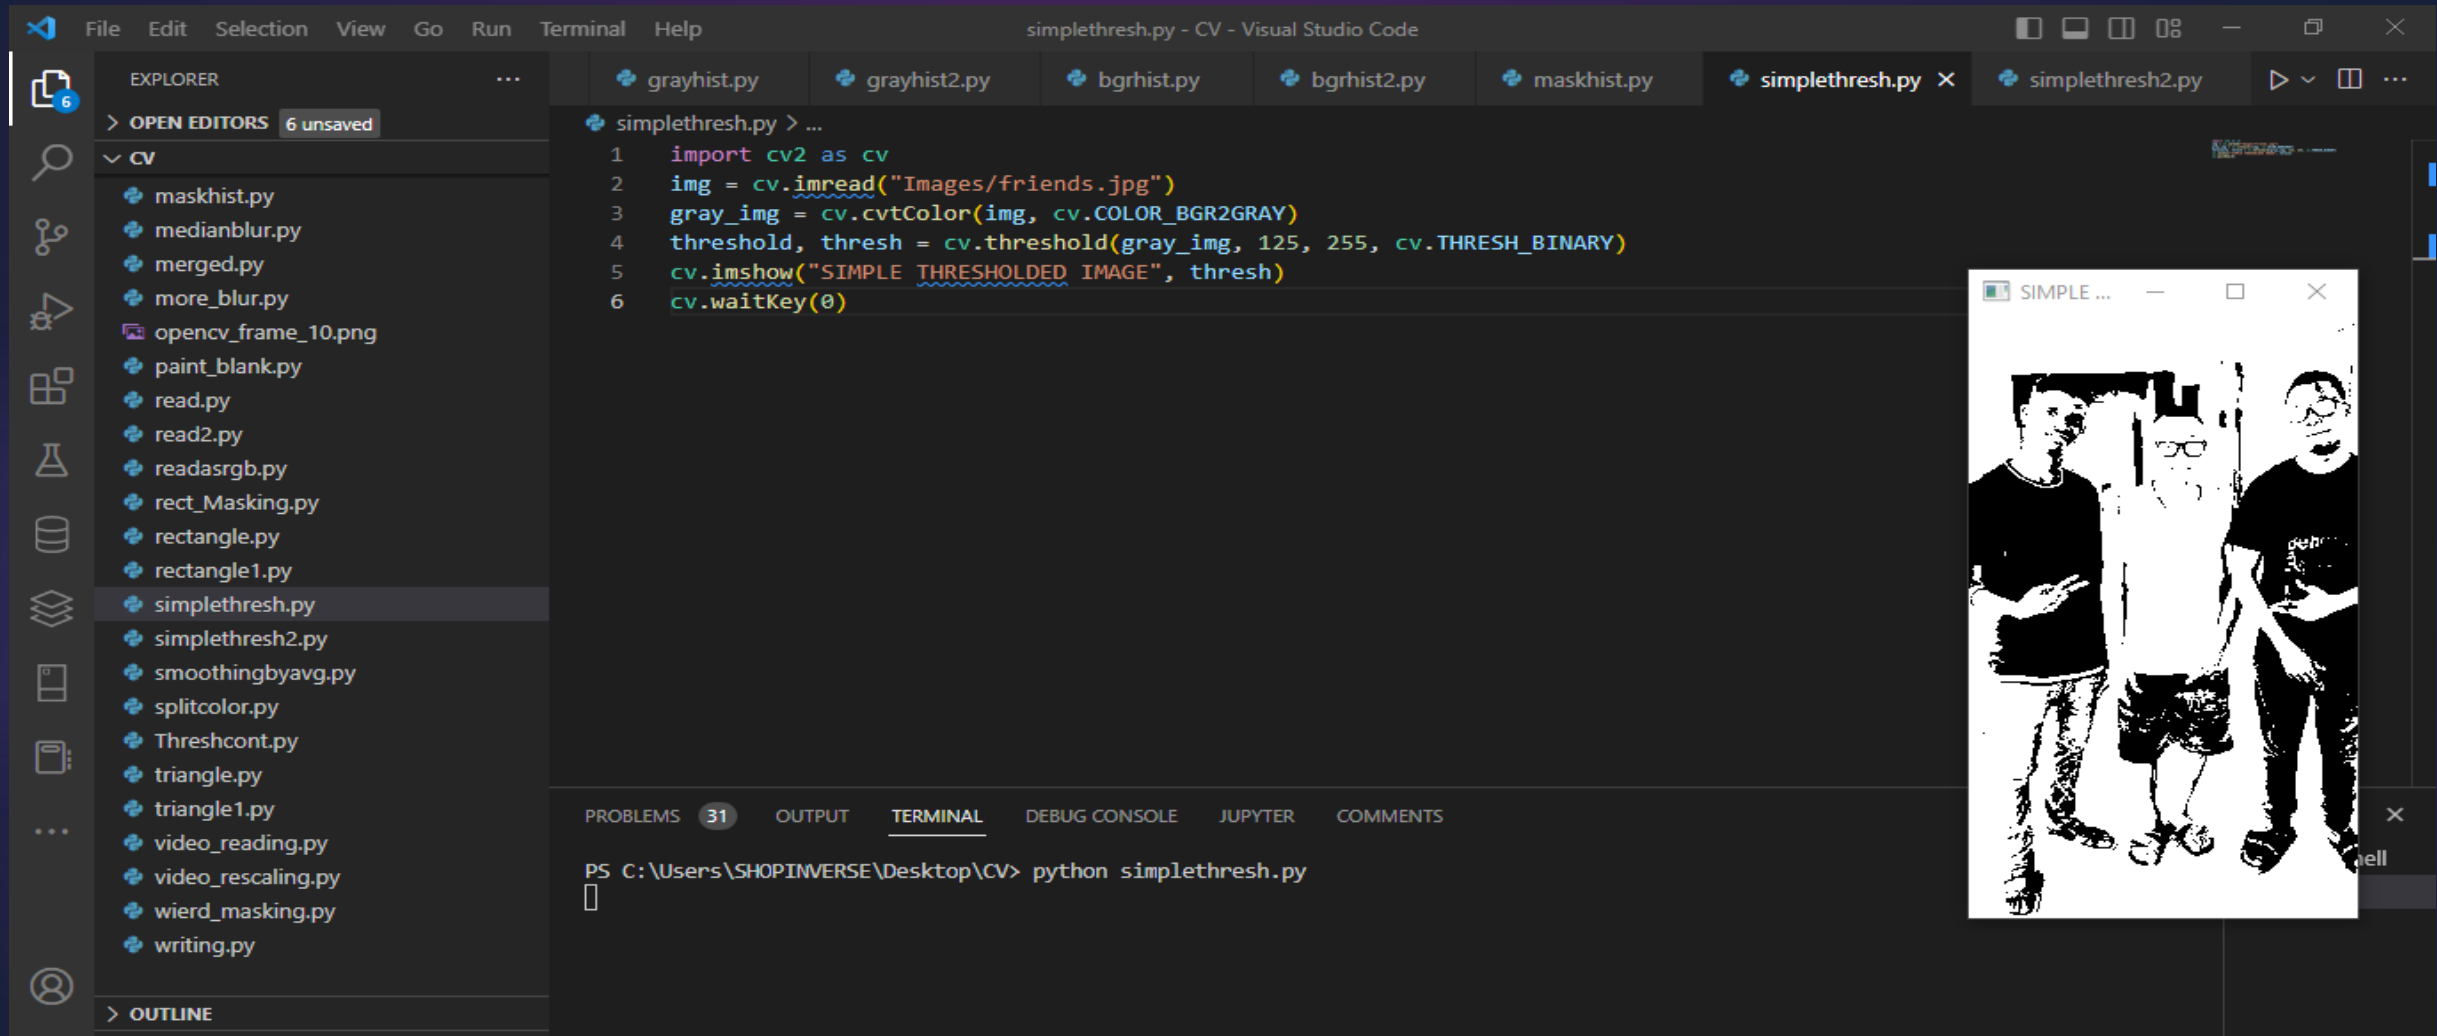 File Edit Selection View Go Run Terminal Help
simplethresh.py - CV - Visual Studio Code
6
EXPLORER
OPEN EDITORS 6 unsaved
CV
maskhist.py
medianblur.py
merged.py
more_blur.py
opencv_frame_10.png
paint_blank.py
read.py
read2.py
readasrgb.py
rect_Masking.py
rectangle.py
rectangle1.py
simplethresh.py
simplethresh2.py
smoothingbyavg.py
splitcolor.py
Threshcont.py
triangle.py
triangle1.py
video_reading.py
video_rescaling.py
wierd_masking.py
writing.py
OUTLINE
grayhist.py grayhist2.py bgrhist.py bgrhist2.py maskhist.py simplethresh.py simplethresh2.py
simplethresh.py > ...
1 import cv2 as cv
2 img = cv.imread("Images/friends.jpg")
3 gray_img = cv.cvtColor(img, cv.COLOR_BGR2GRAY)
4 threshold, thresh = cv.threshold(gray_img, 125, 255, cv.THRESH_BINARY)
5 cv.imshow("SIMPLE THRESHOLDED IMAGE", thresh)
6 cv.waitKey(0)
SIMPLE ...
PROBLEMS 31 OUTPUT TERMINAL DEBUG CONSOLE JUPYTER COMMENTS
PS C:\Users\SHOPINVERSE\Desktop\CV> python simplethresh.py